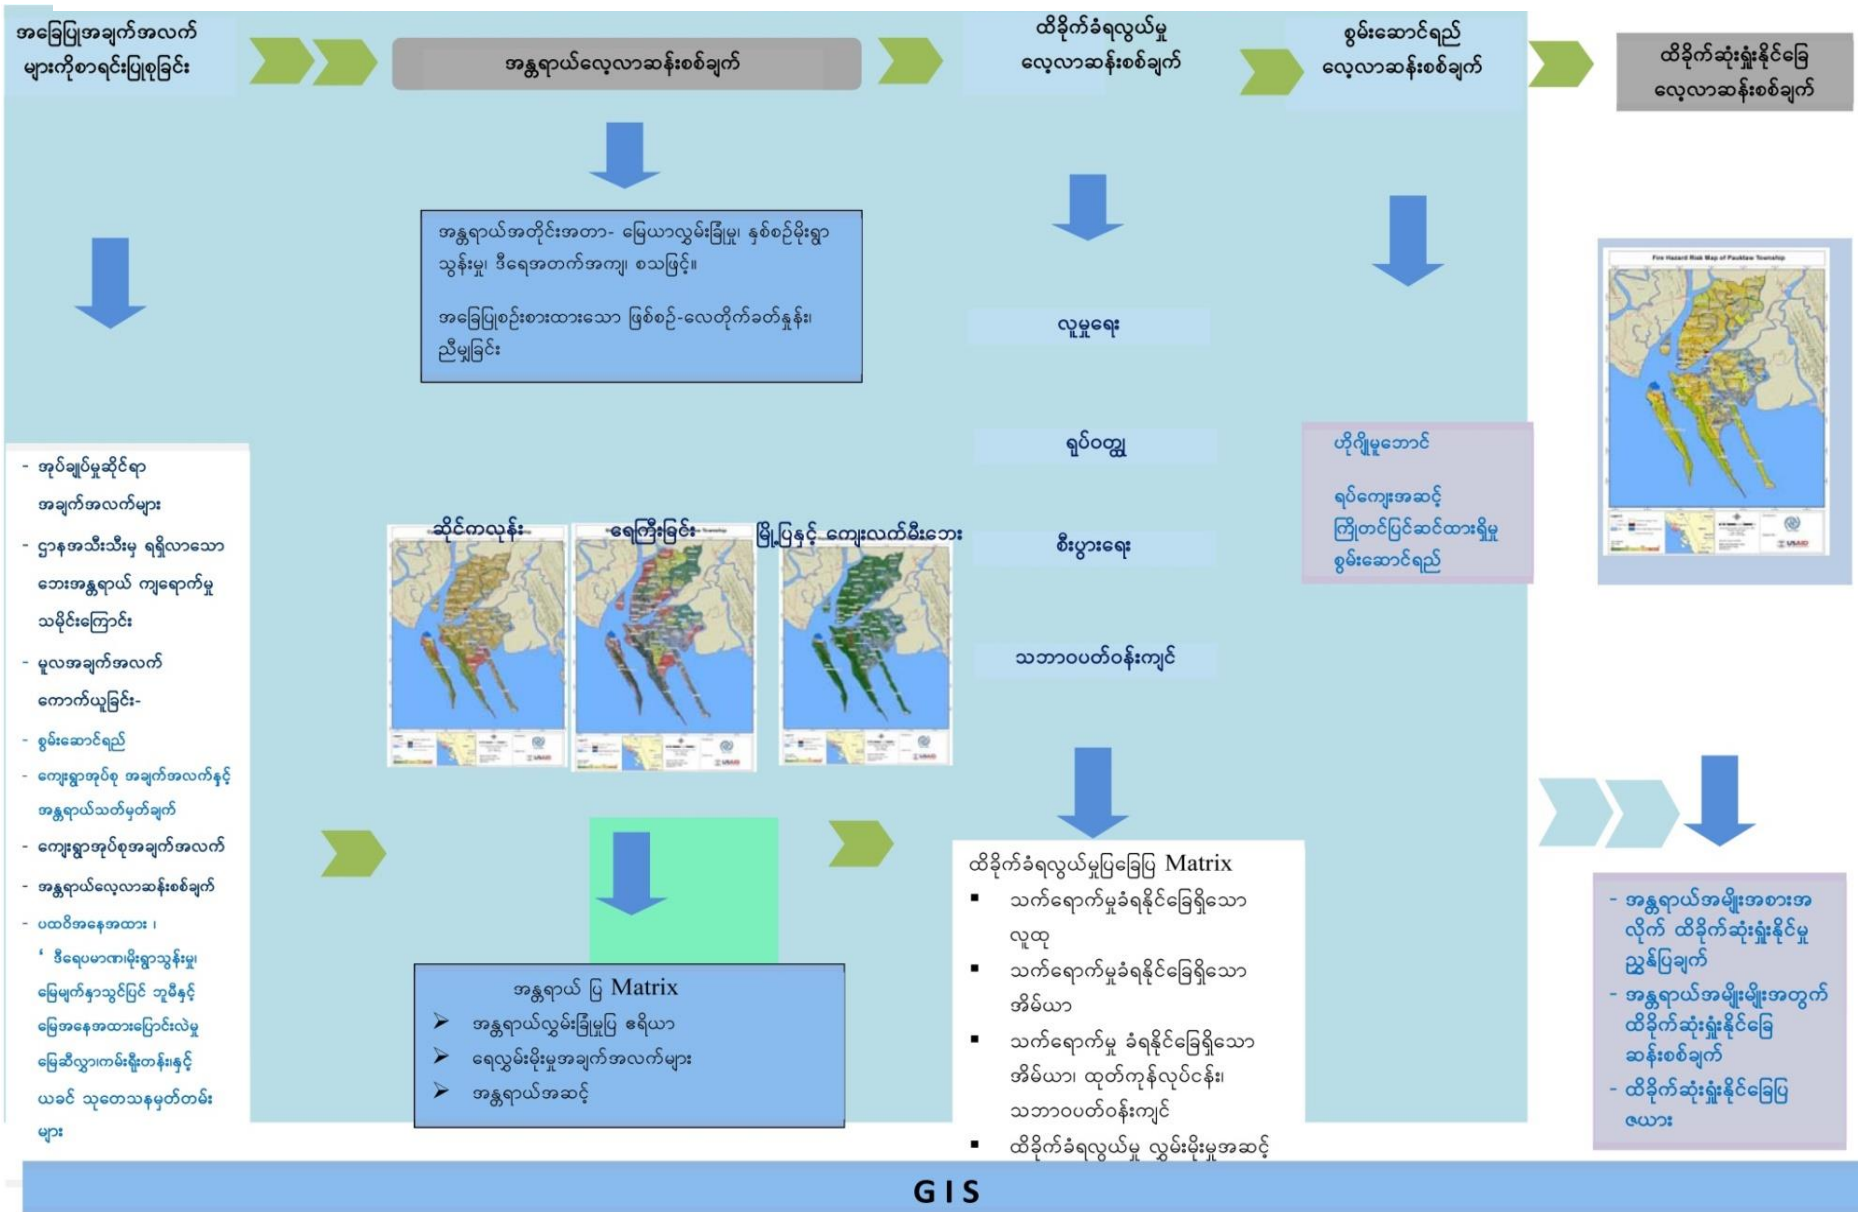 အခြေပြုအချက်အလက်
များကိုစာရင်းပြုစုခြင်း
အန္တရာယ်လေ့လာဆန်းစစ်ချက်
ထိခိုက်ခံရလွယ်မှု
လေ့လာဆန်းစစ်ချက်
စွမ်းဆောင်ရည်
လေ့လာဆန်းစစ်ချက်
ထိခိုက်ဆုံးရှုံးနိုင်ခြေ
လေ့လာဆန်းစစ်ချက်
အန္တရာယ်အတိုင်းအတာ- မြေယာလွှမ်းခြုံမှု၊ နှစ်စဉ်မိုးရွာ
သွန်းမှု၊ ဒီရေအတက်အကျ၊ စသဖြင့်။
အခြေပြုစဉ်းစားထားသော ဖြစ်စဉ်-လေတိုက်ခတ်နှုန်း၊
ညီမျှခြင်း
- အုပ်ချုပ်မှုဆိုင်ရာ
အချက်အလက်များ
- ဌာနအသီးသီးမှ ရရှိလာသော
ဘေးအန္တရာယ် ကျရောက်မှု
သမိုင်းကြောင်း
- မူလအချက်အလက်
ကောက်ယူခြင်း-
- စွမ်းဆောင်ရည်
- ကျေးရွာအုပ်စု အချက်အလက်နှင့်
အန္တရာယ်သတ်မှတ်ချက်
- ကျေးရွာအုပ်စုအချက်အလက်
- အန္တရာယ်လေ့လာဆန်းစစ်ချက်
- ပထဝီအနေအထား ၊
‘ ဒီရေပမာဏ၊မိုးရွာသွန်းမှု၊
မြေမျက်နှာသွင်ပြင် ဘူမိနှင့်
မြေအနေအထားပြောင်းလဲမှု
မြေဆီလွှာ၊ကမ်းရိုးတန်း၊နှင့်
ယခင် သုတေသနမှတ်တမ်း
များ
ဆိုင်ကလုန်း
ရေကြီးခြင်း
မြို့ပြနှင့် ကျေးလက်မီးဘေး
အန္တရာယ် ပြ Matrix
➤ အန္တရာယ်လွှမ်းခြုံမှုပြ ဧရိယာ
➤ ရေလွှမ်းမိုးမှုအချက်အလက်များ
➤ အန္တရာယ်အဆင့်
လူမှုရေး
ရုပ်ဝတ္ထု
စီးပွားရေး
သဘာဝပတ်ဝန်းကျင်
ထိခိုက်ခံရလွယ်မှုပြခြေပြ Matrix
▪ သက်ရောက်မှုခံရနိုင်ခြေရှိသော
လူထု
▪ သက်ရောက်မှုခံရနိုင်ခြေရှိသော
အိမ်ယာ
▪ သက်ရောက်မှု ခံရနိုင်ခြေရှိသော
အိမ်ယာ၊ ထုတ်ကုန်လုပ်ငန်း၊
သဘာဝပတ်ဝန်းကျင်
▪ ထိခိုက်ခံရလွယ်မှု လွှမ်းမိုးမှုအဆင့်
ဟိုဂျိုမူဘောင်
ရပ်ကျေးအဆင့်
ကြိုတင်ပြင်ဆင်ထားရှိမှု
စွမ်းဆောင်ရည်
Fire Hazard Risk Map of Pauktaw Township
USAID
- အန္တရာယ်အမျိုးအစားအ
လိုက် ထိခိုက်ဆုံးရှုံးနိုင်မှု
ညွှန်ပြချက်
- အန္တရာယ်အမျိုးမျိုးအတွက်
ထိခိုက်ဆုံးရှုံးနိုင်ခြေ
ဆန်းစစ်ချက်
- ထိခိုက်ဆုံးရှုံးနိုင်ခြေပြ
ဇယား
GIS